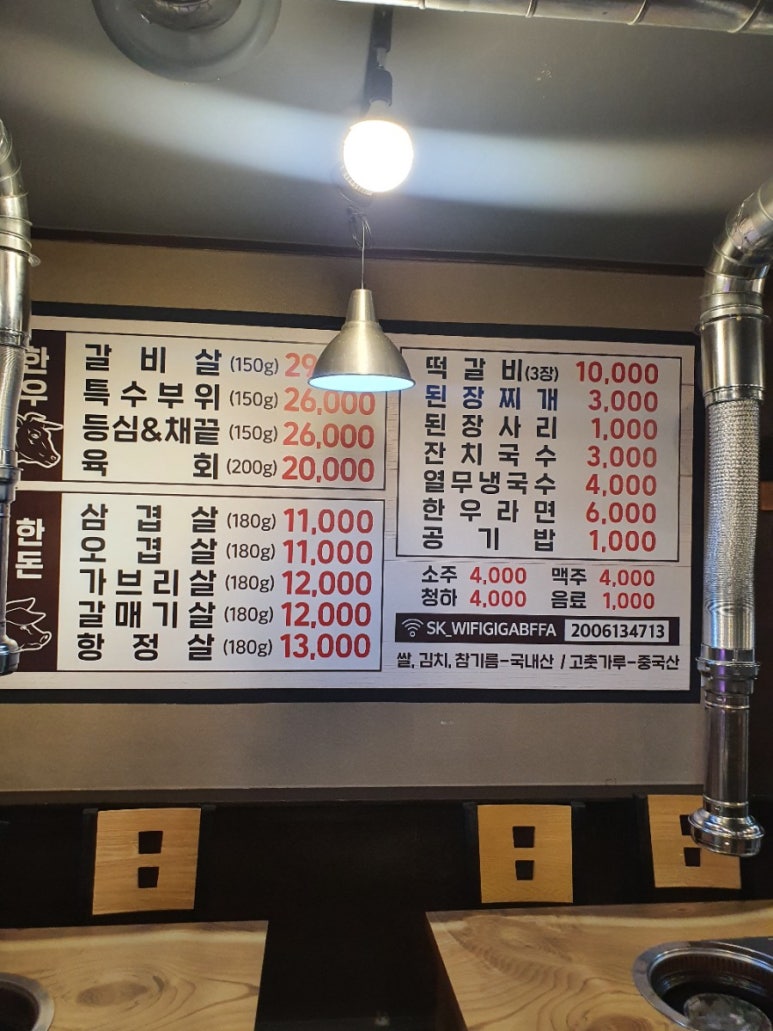 한우
갈비살 (150g) 29
특수부위 (150g) 26,000
등심&채끝 (150g) 26,000
육회 (200g) 20,000
한돈
삼겹살 (180g) 11,000
오겹살 (180g) 11,000
가브리살 (180g) 12,000
갈매기살 (180g) 12,000
항정살 (180g) 13,000
떡갈비(3장) 10,000
된장찌개 3,000
된장사리 1,000
잔치국수 3,000
열무냉국수 4,000
한우라면 6,000
공기밥 1,000
소주 4,000 맥주 4,000
청하 4,000 음료 1,000
SK_WIFIGIGABFFA 2006134713
쌀, 김치, 참기름-국내산 / 고춧가루-중국산